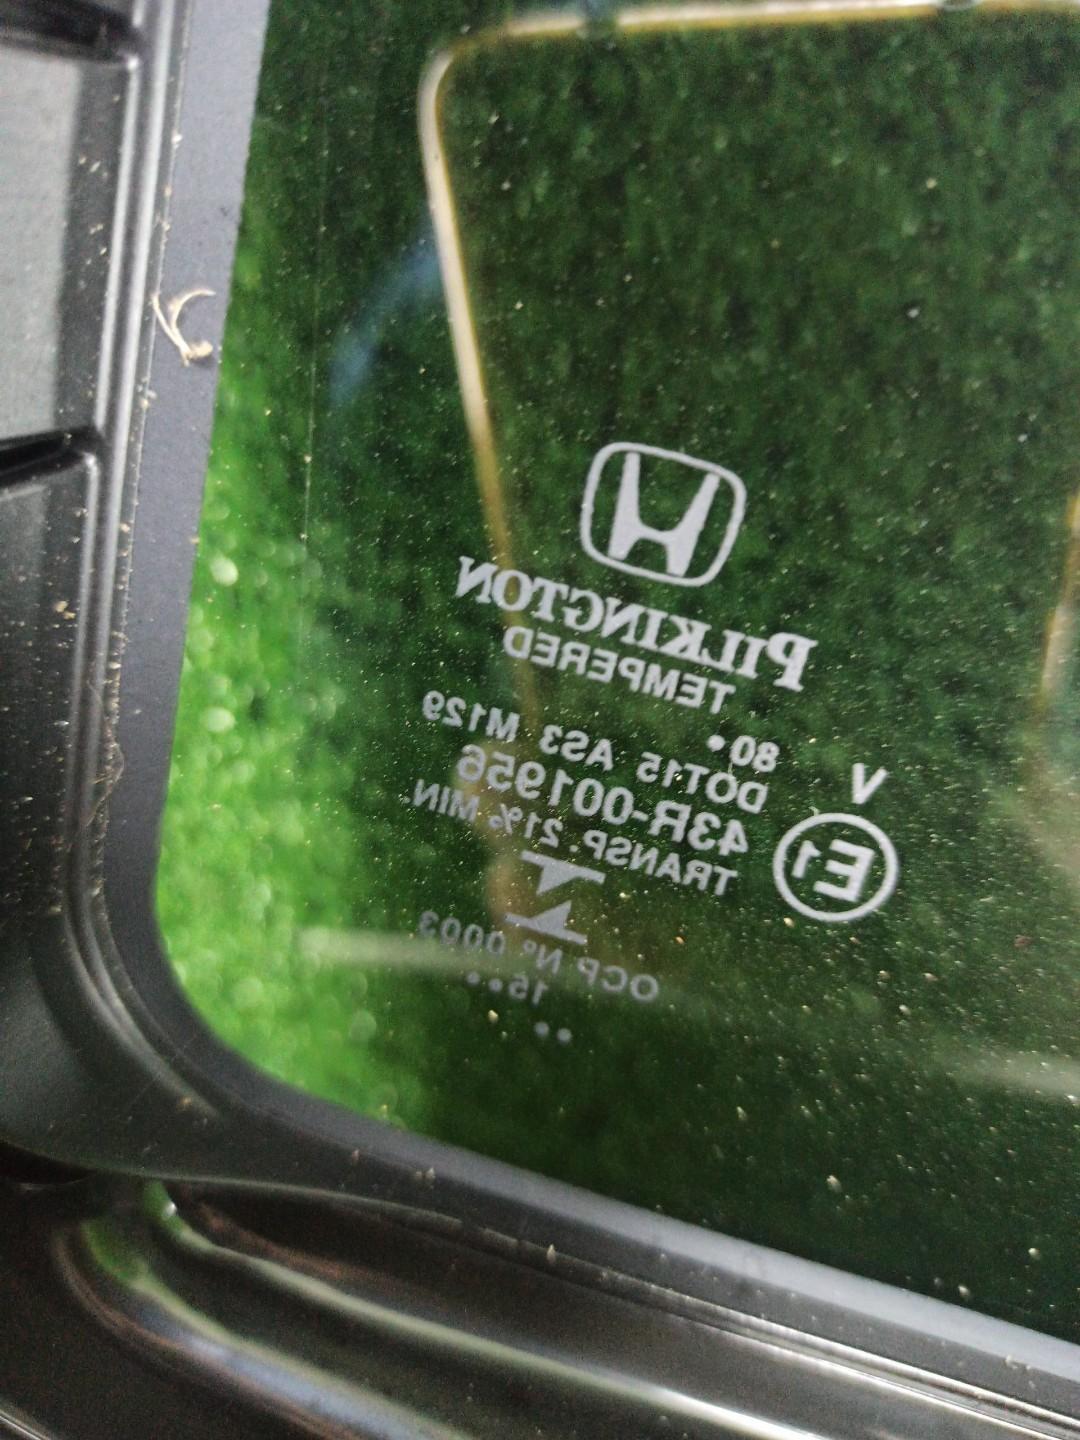 PILKINGTON
TEMPERED
80•
V
DOT15 AS3 M129
43R-001956
E1
TRANSP. 21% MIN.
OCP Nº 0003
15•••
••